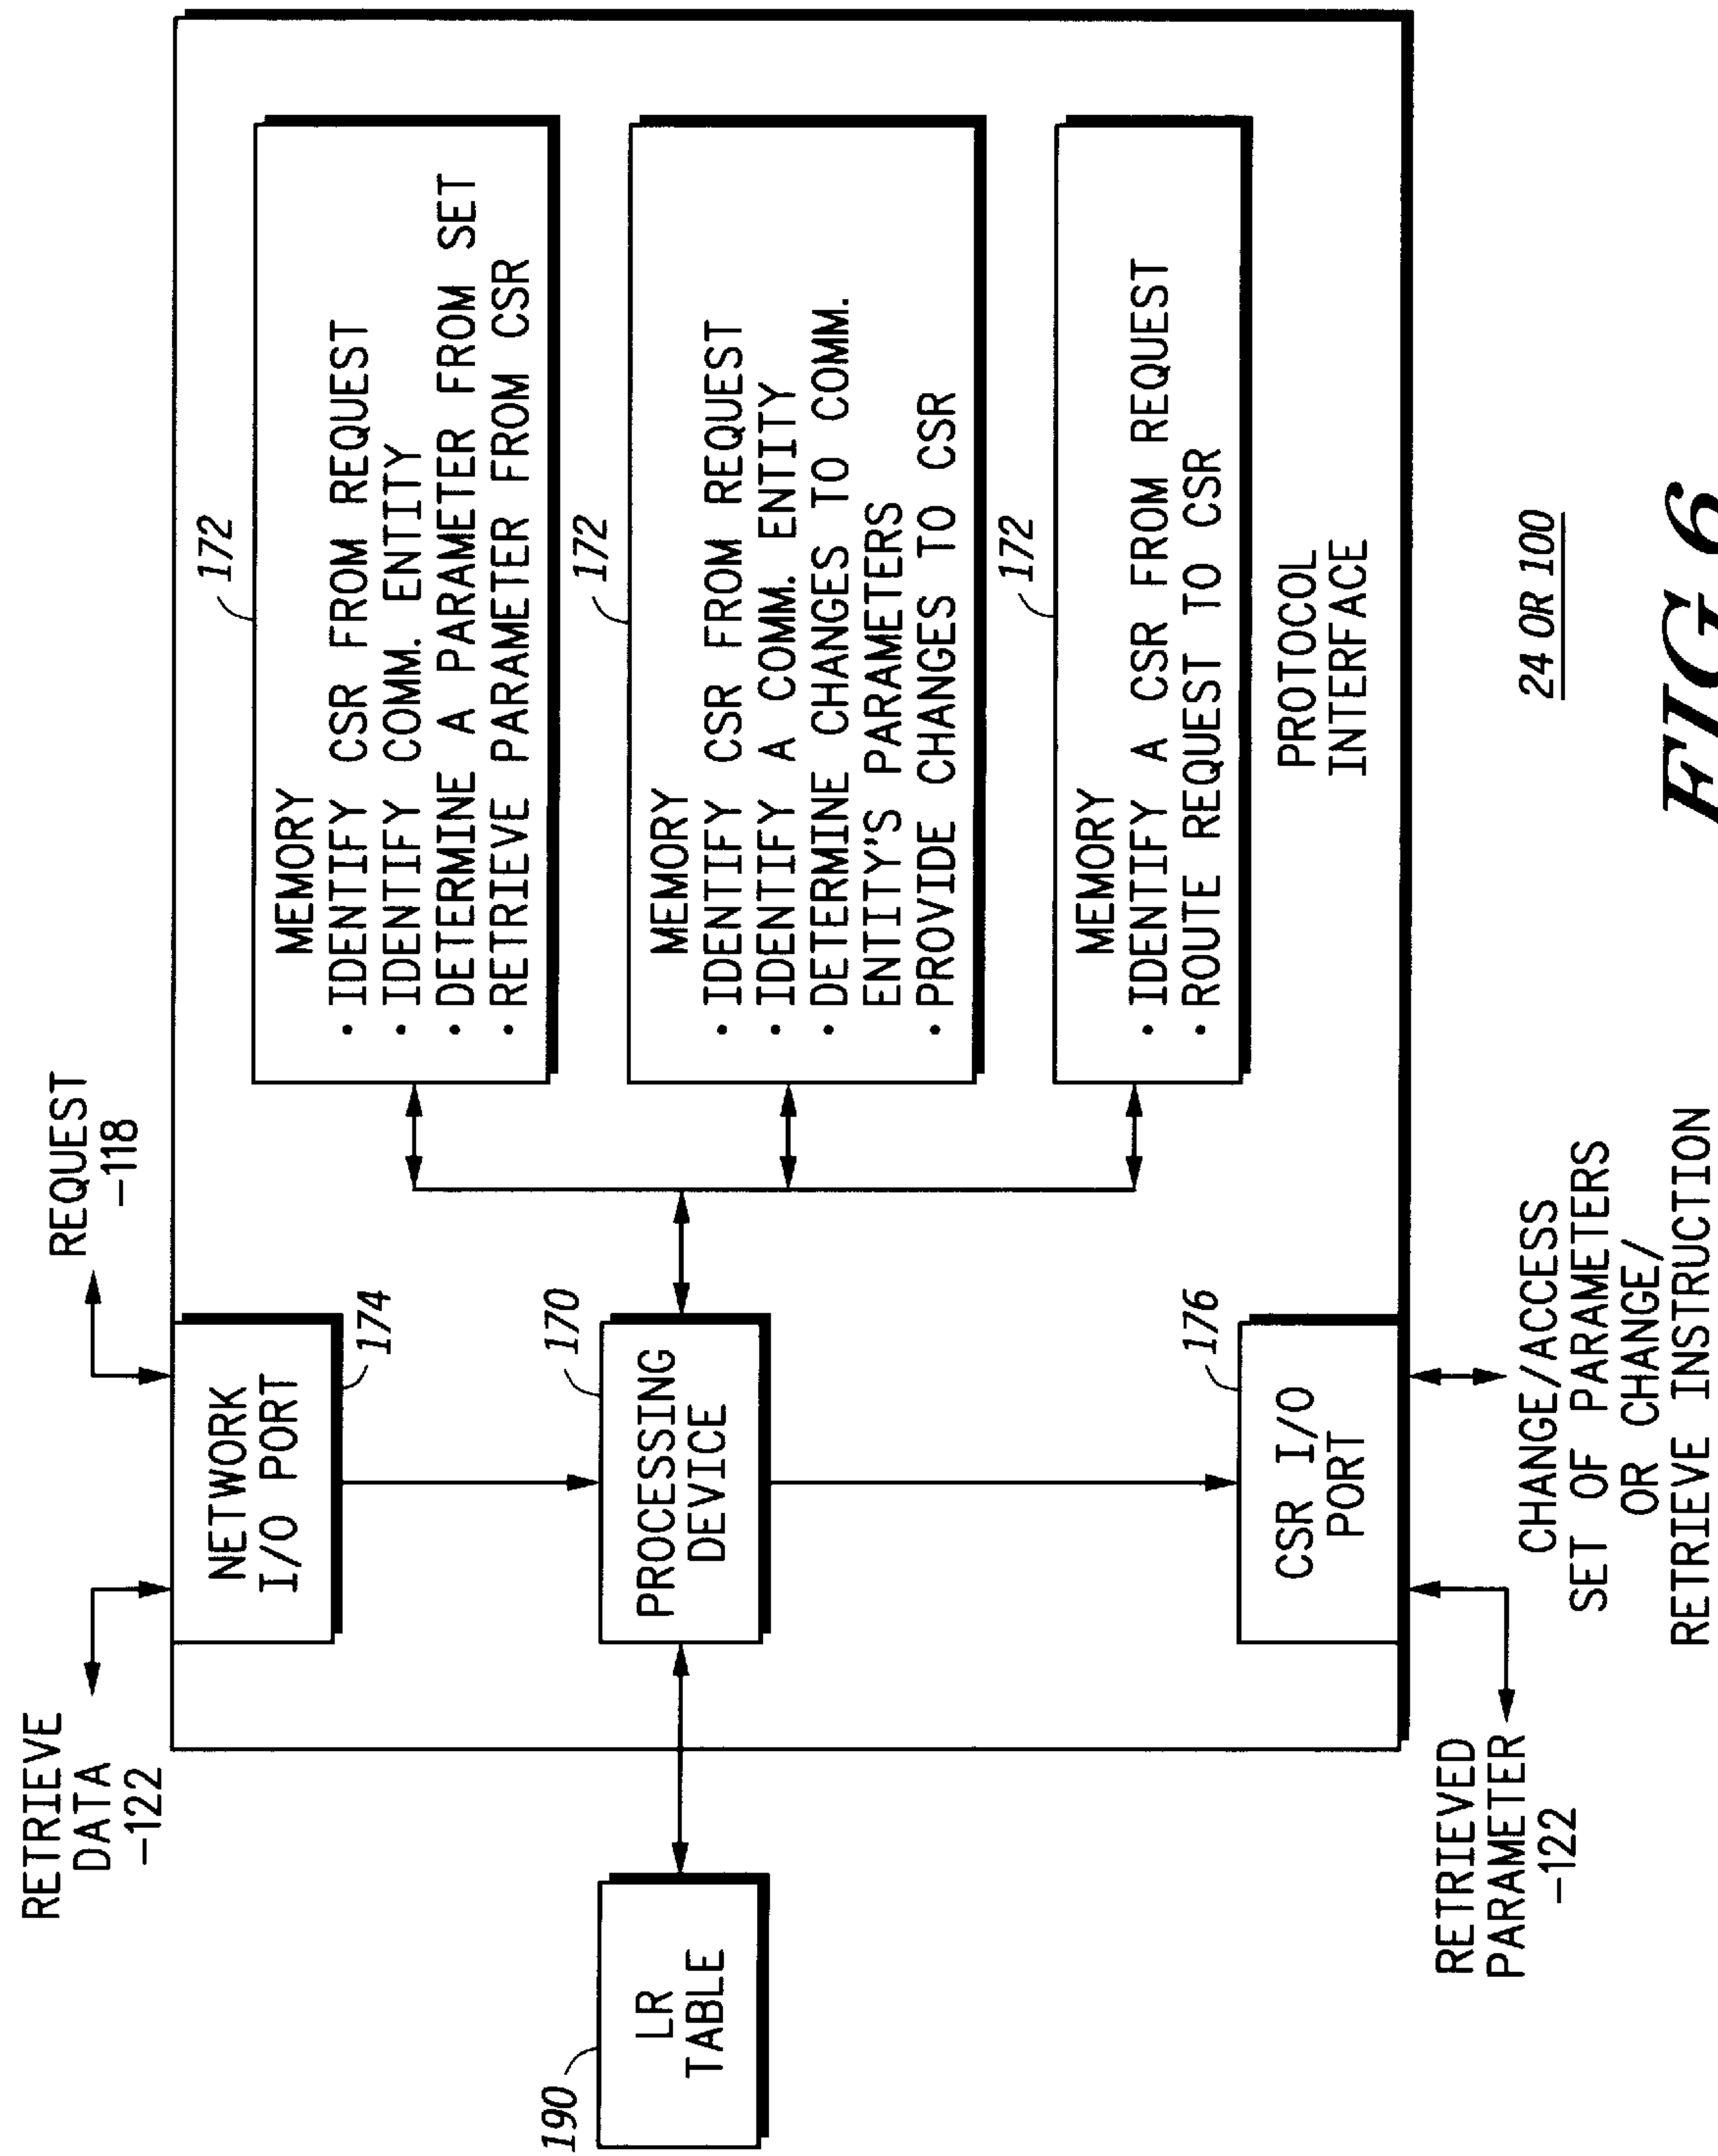 RETRIEVE
DATA
-122
REQUEST
-118
NETWORK
I/O PORT
174
190
LR
TABLE
PROCESSING
DEVICE
170
172
MEMORY
• IDENTIFY CSR FROM REQUEST
• IDENTIFY COMM. ENTITY
• DETERMINE A PARAMETER FROM SET
• RETRIEVE PARAMETER FROM CSR
172
MEMORY
• IDENTIFY CSR FROM REQUEST
• IDENTIFY A COMM. ENTITY
• DETERMINE CHANGES TO COMM.
ENTITY'S PARAMETERS
• PROVIDE CHANGES TO CSR
172
MEMORY
• IDENTIFY A CSR FROM REQUEST
• ROUTE REQUEST TO CSR
PROTOCOL
INTERFACE
176
CSR I/O
PORT
RETRIEVED
PARAMETER
-122
CHANGE/ACCESS
SET OF PARAMETERS
OR CHANGE/
RETRIEVE INSTRUCTION
24 OR 100
FIG 6